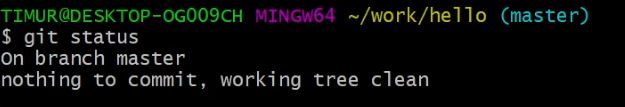 TIMUR@DESKTOP-OG009CH MINGW64 ~/work/hello (master)
$ git status
On branch master
nothing to commit, working tree clean